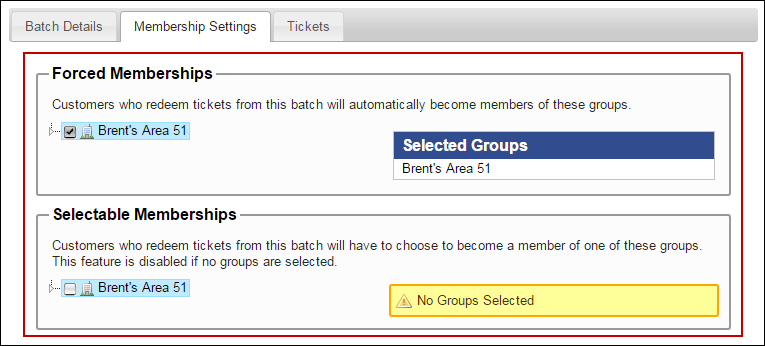 Batch Details
Membership Settings
Tickets
Forced Memberships
Customers who redeem tickets from this batch will automatically become members of these groups.
Brent's Area 51
Selected Groups
Brent's Area 51
Selectable Memberships
Customers who redeem tickets from this batch will have to choose to become a member of one of these groups.
This feature is disabled if no groups are selected.
Brent's Area 51
No Groups Selected